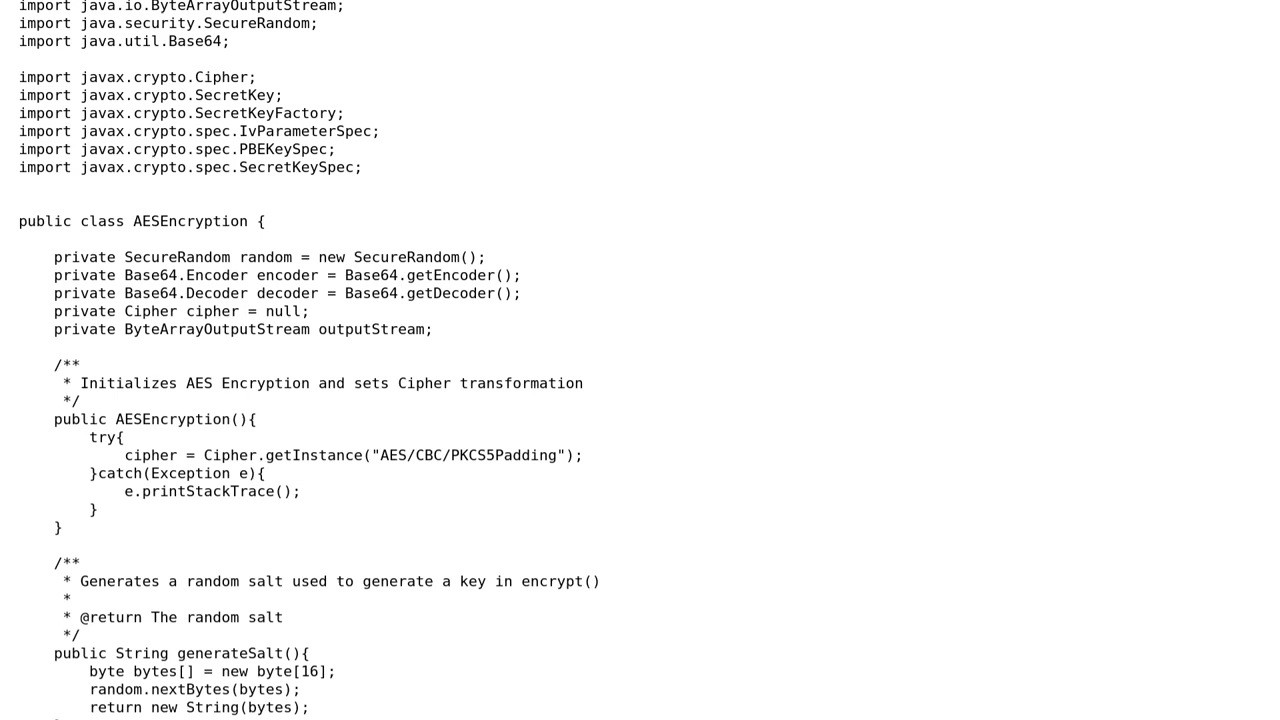 import java.io.ByteArrayOutputStream;
import java.security.SecureRandom;
import java.util.Base64;

import javax.crypto.Cipher;
import javax.crypto.SecretKey;
import javax.crypto.SecretKeyFactory;
import javax.crypto.spec.IvParameterSpec;
import javax.crypto.spec.PBEKeySpec;
import javax.crypto.spec.SecretKeySpec;


public class AESEncryption {

    private SecureRandom random = new SecureRandom();
    private Base64.Encoder encoder = Base64.getEncoder();
    private Base64.Decoder decoder = Base64.getDecoder();
    private Cipher cipher = null;
    private ByteArrayOutputStream outputStream;

    /**
     * Initializes AES Encryption and sets Cipher transformation
     */
    public AESEncryption(){
        try{
            cipher = Cipher.getInstance("AES/CBC/PKCS5Padding");
        }catch(Exception e){
            e.printStackTrace();
        }
    }

    /**
     * Generates a random salt used to generate a key in encrypt()
     *
     * @return The random salt
     */
    public String generateSalt(){
        byte bytes[] = new byte[16];
        random.nextBytes(bytes);
        return new String(bytes);